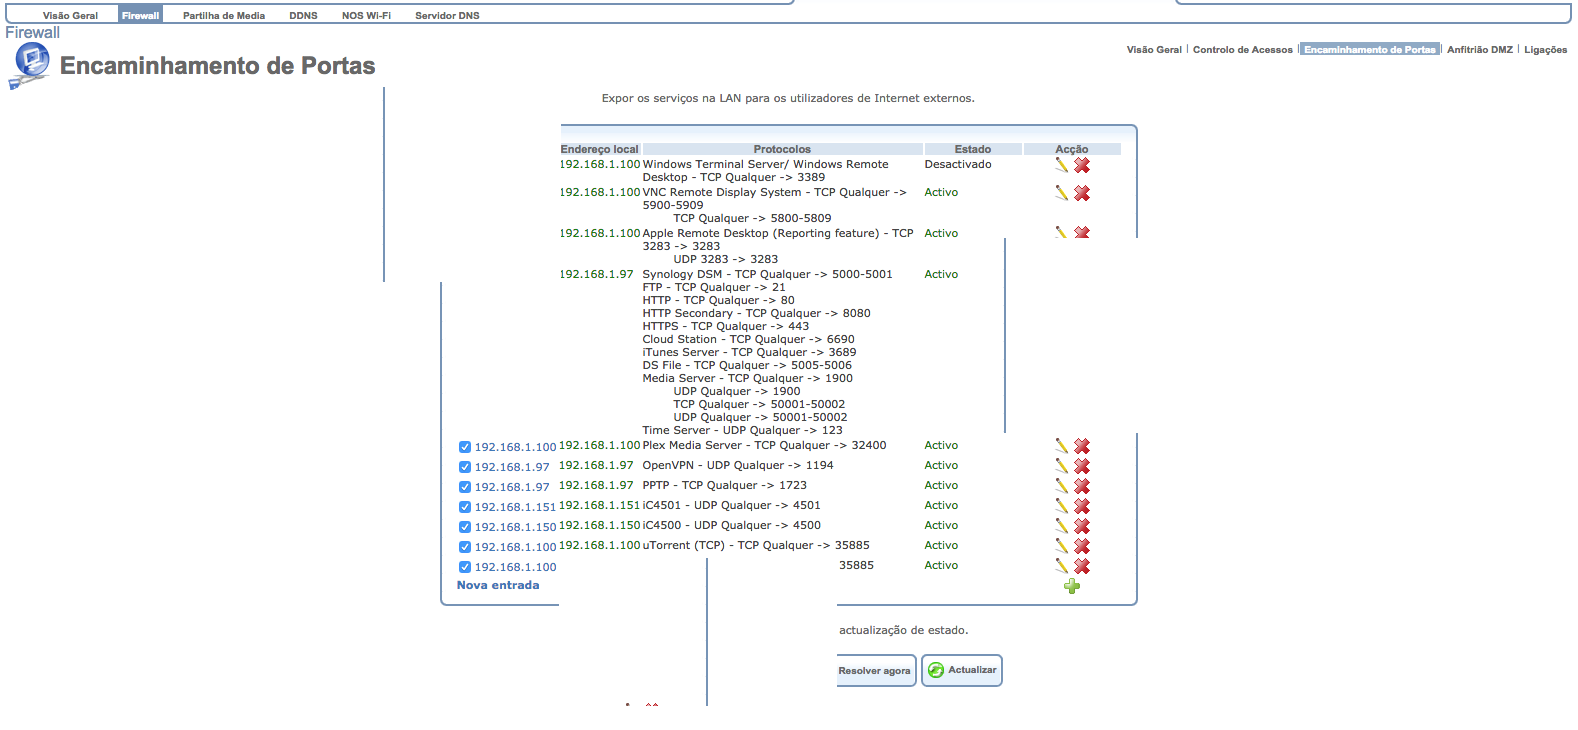 Visão Geral Firewall Partilha de Media DDNS NOS Wi-Fi Servidor DNS
Firewall
Encaminhamento de Portas
Visão Geral | Controlo de Acessos | Encaminhamento de Portas | Anfitrião DMZ | Ligações
Expor os serviços na LAN para os utilizadores de Internet externos.
Endereço local Protocolos Estado Acção
192.168.1.100 Windows Terminal Server/ Windows Remote Desactivado
Desktop - TCP Qualquer -> 3389
192.168.1.100 VNC Remote Display System - TCP Qualquer -> Activo
5900-5909
TCP Qualquer -> 5800-5809
192.168.1.100 Apple Remote Desktop (Reporting feature) - TCP Activo
3283 -> 3283
UDP 3283 -> 3283
192.168.1.97 Synology DSM - TCP Qualquer -> 5000-5001 Activo
FTP - TCP Qualquer -> 21
HTTP - TCP Qualquer -> 80
HTTP Secondary - TCP Qualquer -> 8080
HTTPS - TCP Qualquer -> 443
Cloud Station - TCP Qualquer -> 6690
iTunes Server - TCP Qualquer -> 3689
DS File - TCP Qualquer -> 5005-5006
Media Server - TCP Qualquer -> 1900
UDP Qualquer -> 1900
TCP Qualquer -> 50001-50002
UDP Qualquer -> 50001-50002
Time Server - UDP Qualquer -> 123
192.168.1.100 192.168.1.100 Plex Media Server - TCP Qualquer -> 32400 Activo
192.168.1.97 192.168.1.97 OpenVPN - UDP Qualquer -> 1194 Activo
192.168.1.97 192.168.1.97 PPTP - TCP Qualquer -> 1723 Activo
192.168.1.151 192.168.1.151 iC4501 - UDP Qualquer -> 4501 Activo
192.168.1.150 192.168.1.150 iC4500 - UDP Qualquer -> 4500 Activo
192.168.1.100 192.168.1.100 uTorrent (TCP) - TCP Qualquer -> 35885 Activo
192.168.1.100 35885 Activo
Nova entrada
actualização de estado.
Resolver agora Actualizar